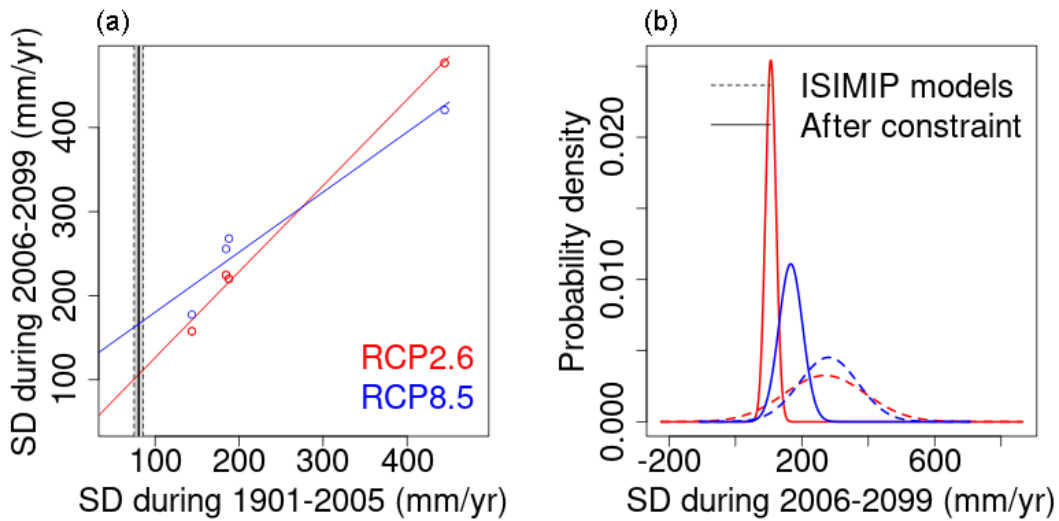 (a)
SD during 2006-2099 (mm/yr)
400
300
200
100
RCP2.6
RCP8.5
100 200 300 400
SD during 1901-2005 (mm/yr)
(b)
Probability density
0.020
0.010
0.000
ISIMIP models
After constraint
-200 200 600
SD during 2006-2099 (mm/yr)